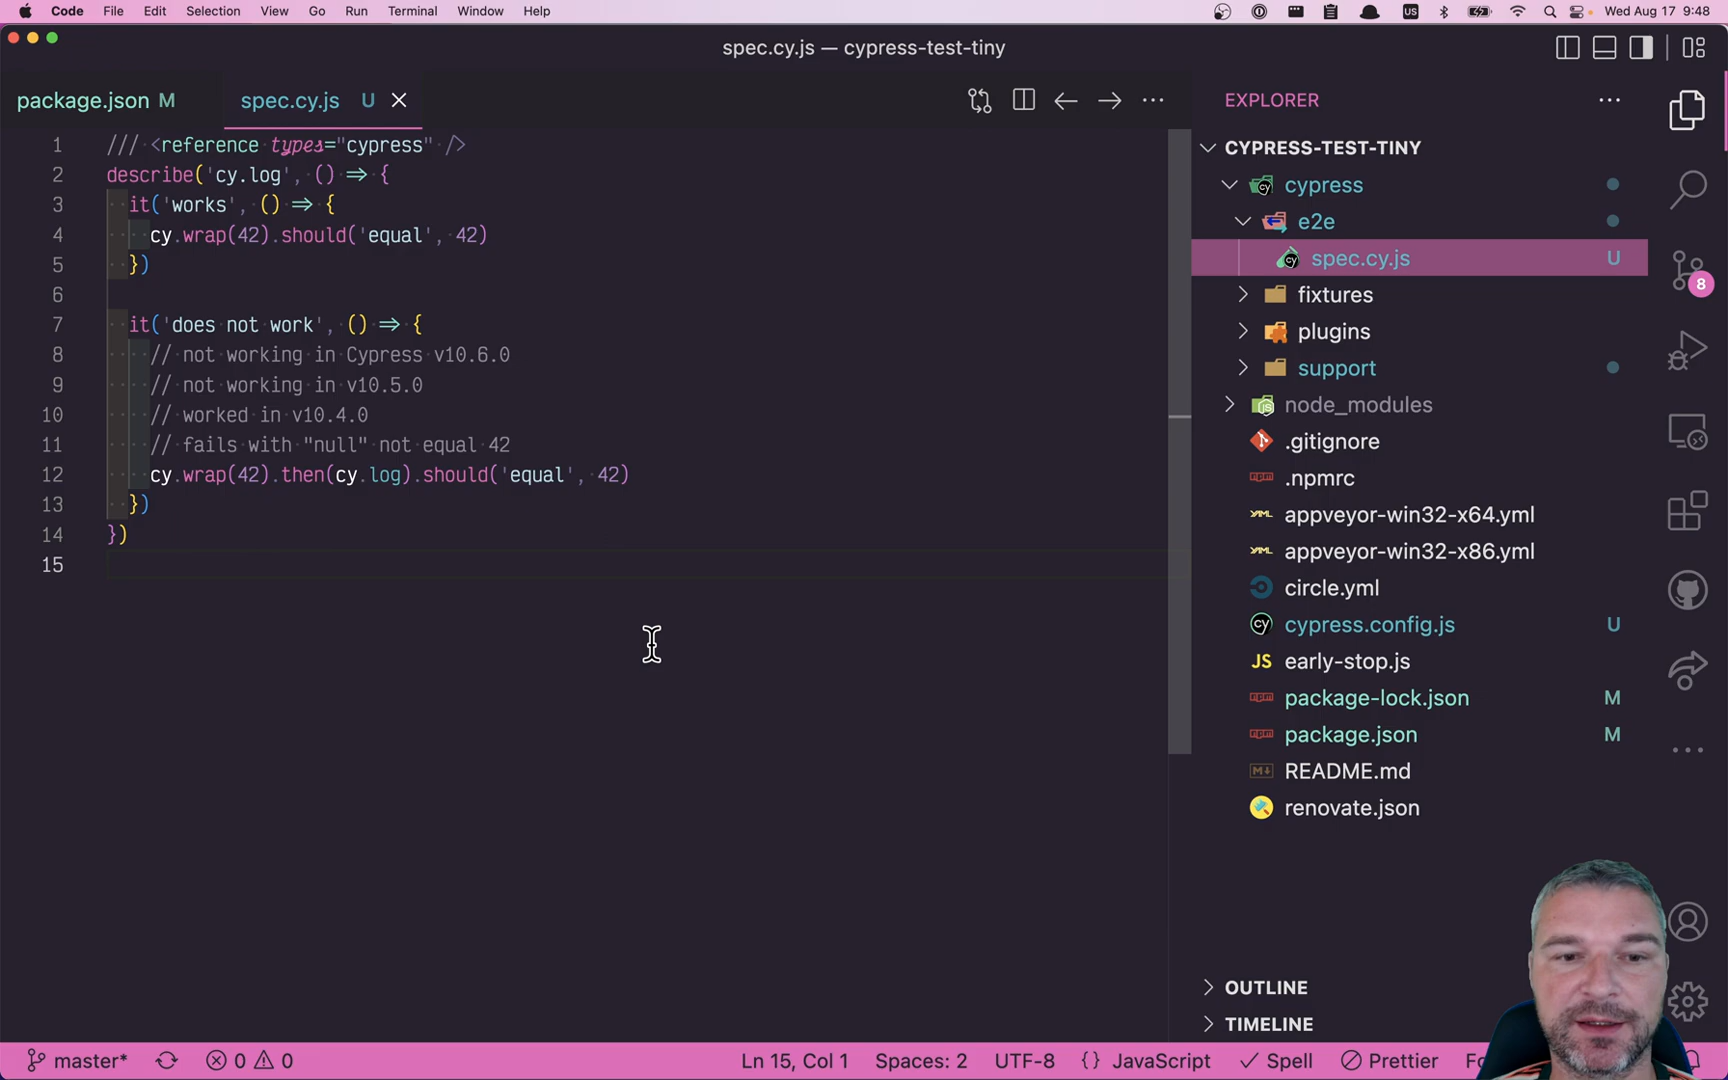 Code File Edit Selection View Go Run Terminal Window Help US Wed Aug 17 9:48
spec.cy.js — cypress-test-tiny
package.json M spec.cy.js U
1 /// <reference types="cypress" />
2 describe('cy.log', () => {
3 it('works', () => {
4 cy.wrap(42).should('equal', 42)
5 })
6
7 it('does not work', () => {
8 // not working in Cypress v10.6.0
9 // not working in v10.5.0
10 // worked in v10.4.0
11 // fails with "null" not equal 42
12 cy.wrap(42).then(cy.log).should('equal', 42)
13 })
14 })
15
EXPLORER
CYPRESS-TEST-TINY
cypress
e2e
spec.cy.js U
fixtures
plugins
support
node_modules
.gitignore
.npmrc
appveyor-win32-x64.yml
appveyor-win32-x86.yml
circle.yml
cypress.config.js U
early-stop.js
package-lock.json M
package.json M
README.md
renovate.json
8
OUTLINE
TIMELINE
master* 0 0 Ln 15, Col 1 Spaces: 2 UTF-8 {} JavaScript Spell Prettier